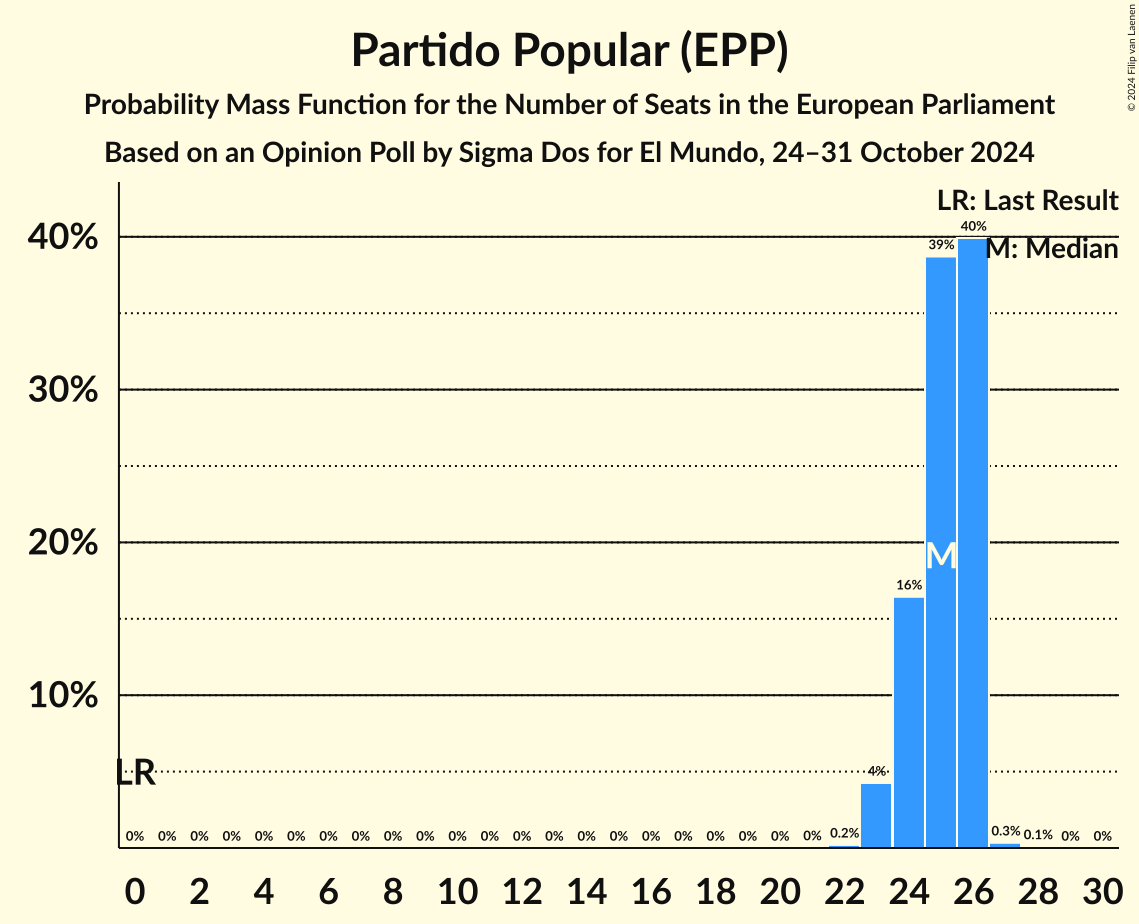 Partido Popular (EPP)
Probability Mass Function for the Number of Seats in the European Parliament
Based on an Opinion Poll by Sigma Dos for El Mundo, 24–31 October 2024
© 2024 Filip van Laenen
LR: Last Result
M: Median
40%
30%
20%
10%
40%
39%
M
16%
LR
4%
0% 0% 0% 0% 0% 0% 0% 0% 0% 0% 0% 0% 0% 0% 0% 0% 0% 0% 0% 0% 0% 0% 0.2% 0.3% 0.1% 0% 0%
0 2 4 6 8 10 12 14 16 18 20 22 24 26 28 30